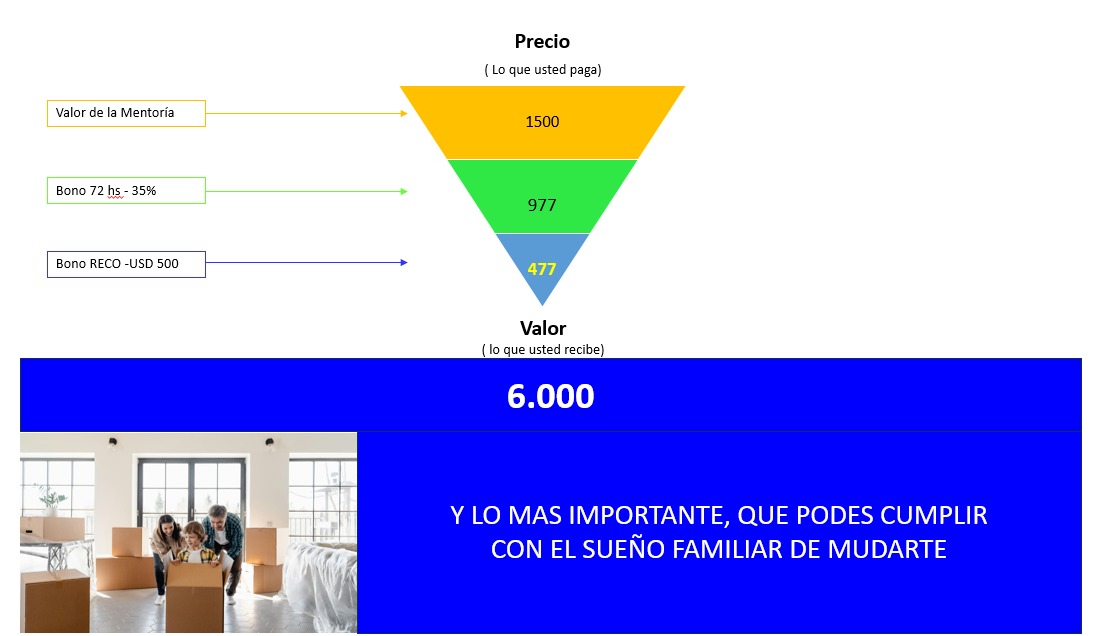 Precio
( Lo que usted paga)
Valor de la Mentoría
1500
Bono 72 hs - 35%
977
Bono RECO -USD 500
477
Valor
( lo que usted recibe)
6.000
Y LO MAS IMPORTANTE, QUE PODES CUMPLIR
CON EL SUEÑO FAMILIAR DE MUDARTE